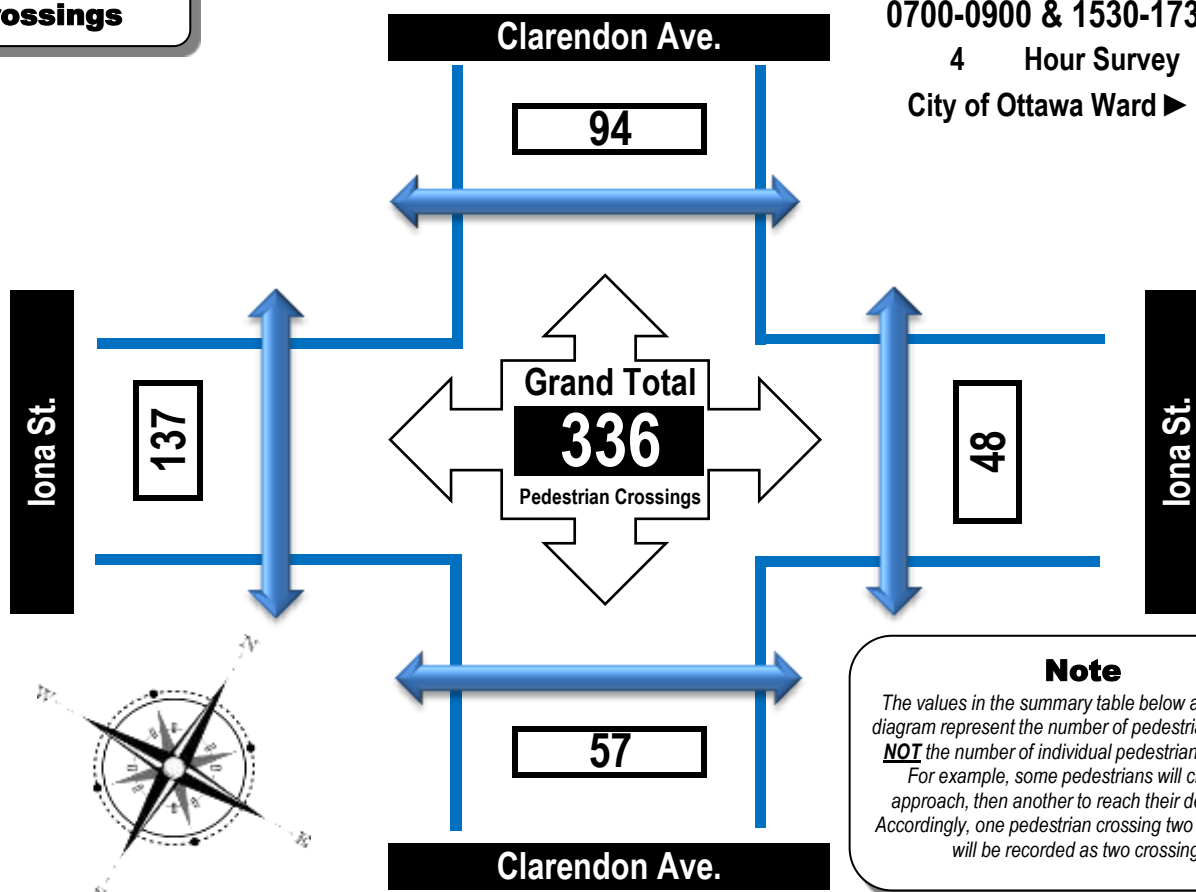 Clarendon Ave.
0700-0900 & 1530-173
4 Hour Survey
City of Ottawa Ward ►
94
Iona St.
137
Grand Total
336
Pedestrian Crossings
48
Iona St.
N
W
E
57
Clarendon Ave.
Note
The values in the summary table below a
diagram represent the number of pedestria
NOT the number of individual pedestrian
For example, some pedestrians will c
approach, then another to reach their de
Accordingly, one pedestrian crossing two
will be recorded as two crossing